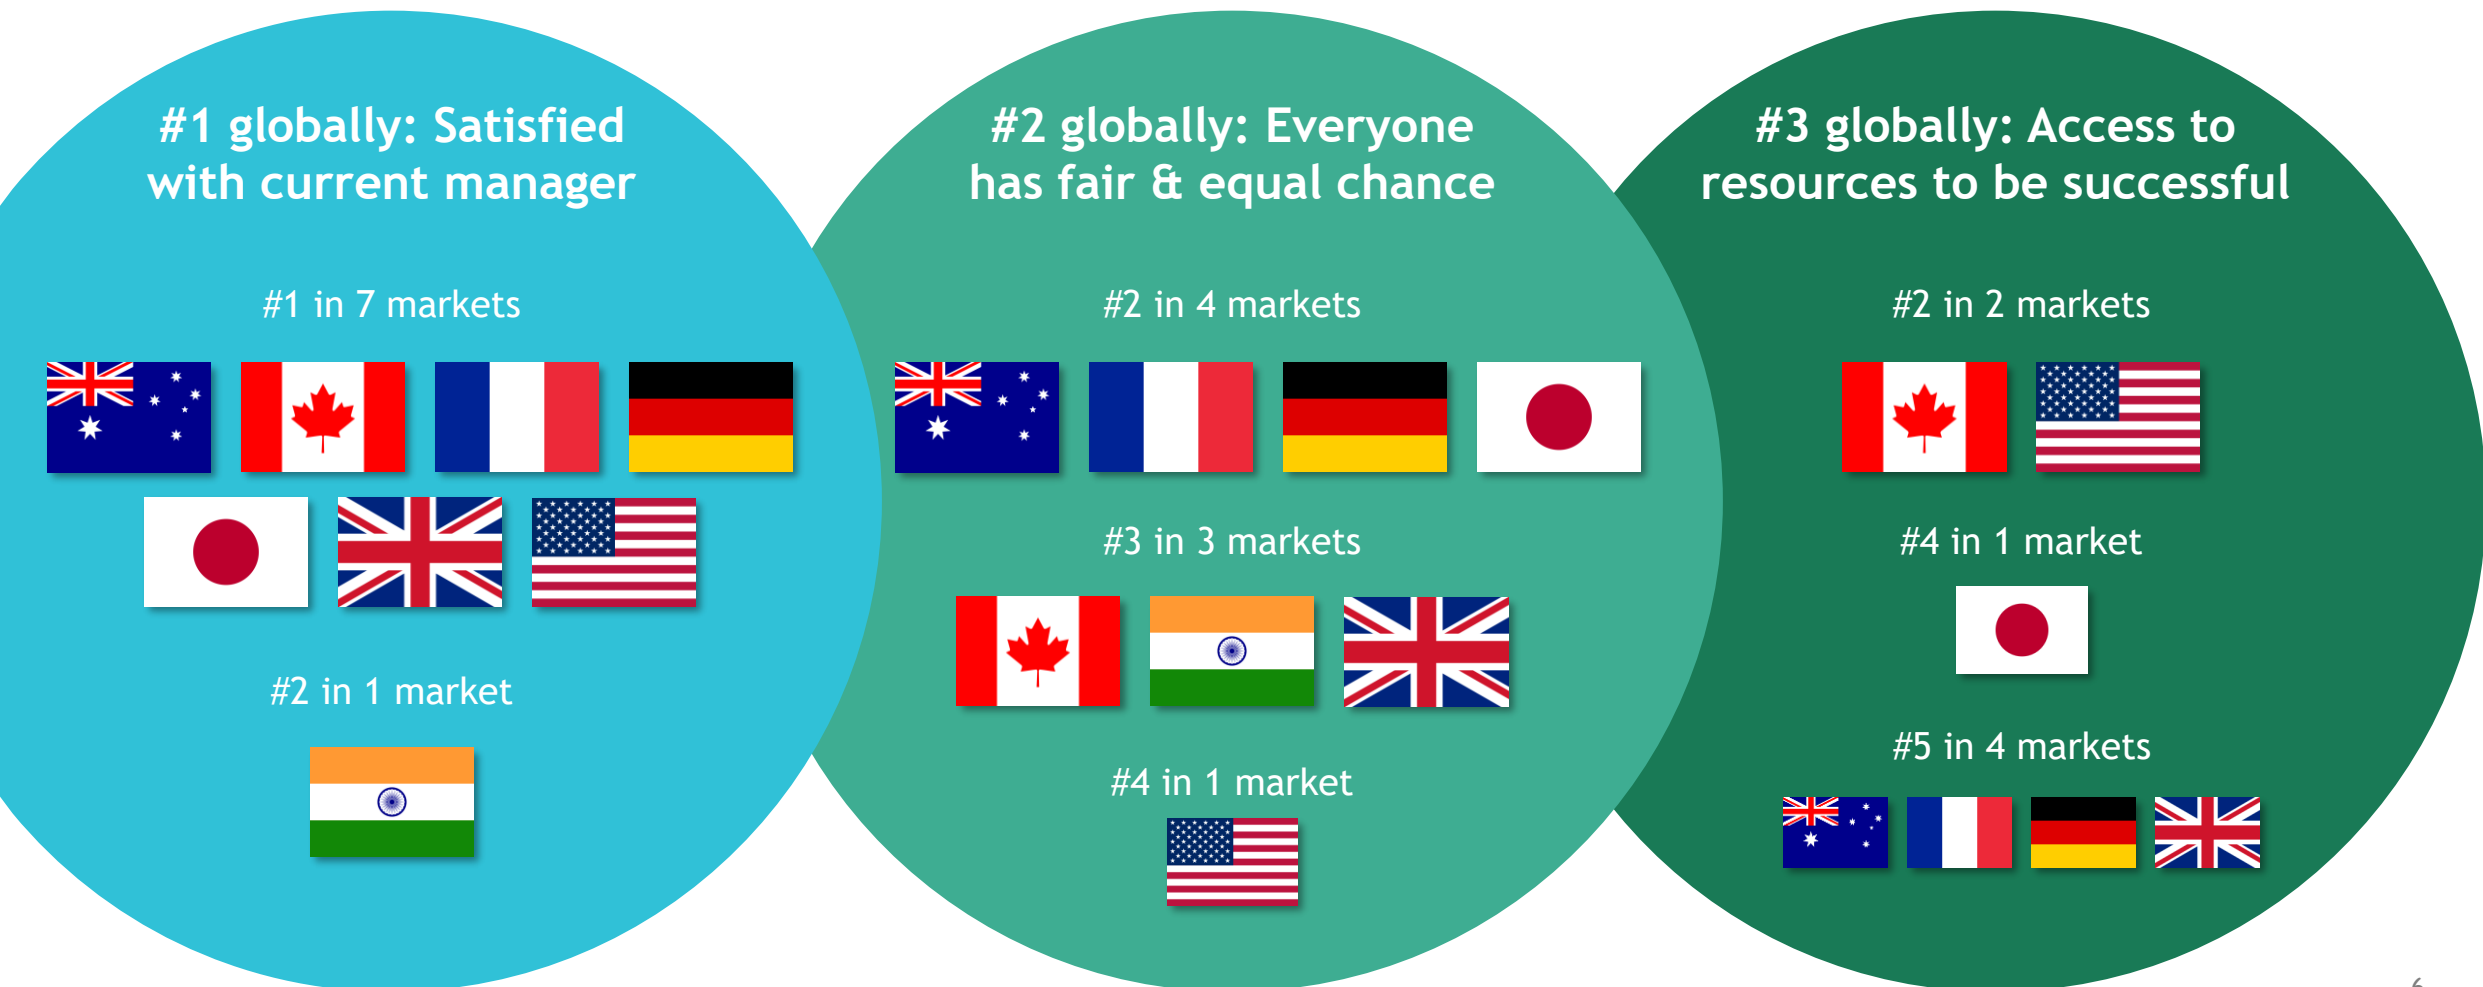 #1 globally: Satisfied
with current manager
#1 in 7 markets
#2 in 1 market
#2 globally: Everyone
has fair & equal chance
#2 in 4 markets
#3 in 3 markets
#4 in 1 market
#3 globally: Access to
resources to be successful
#2 in 2 markets
#4 in 1 market
#5 in 4 markets